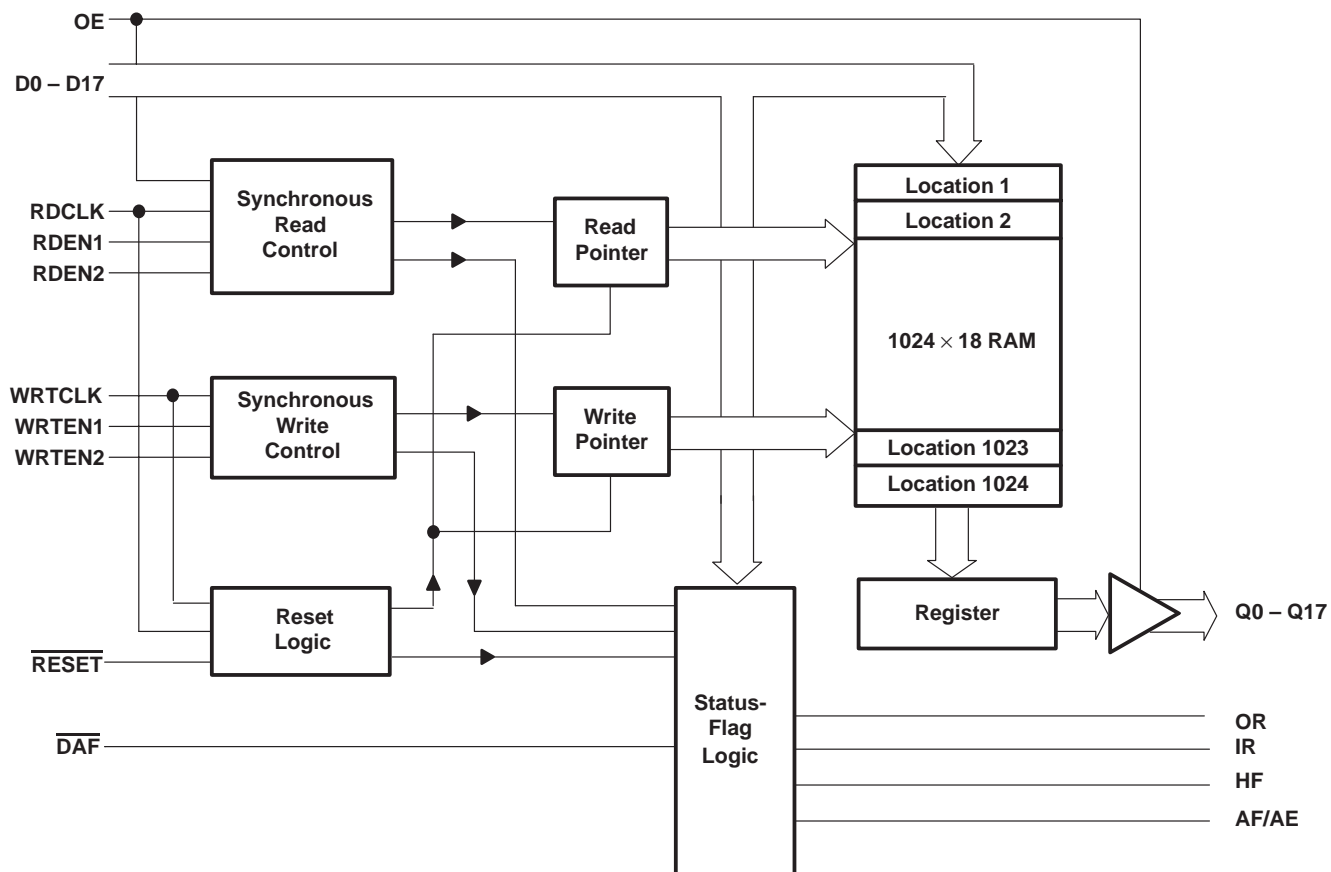 OE
D0 – D17
Location 1
Location 2
1024 × 18 RAM
Location 1023
Location 1024
Synchronous
Read
Control
RDCLK
RDEN1
RDEN2
Read
Pointer
Synchronous
Write
Control
WRTCLK
WRTEN1
WRTEN2
Write
Pointer
Reset
Logic
RESET
Register
Q0 – Q17
Status-
Flag
Logic
DAF
OR
IR
HF
AF/AE